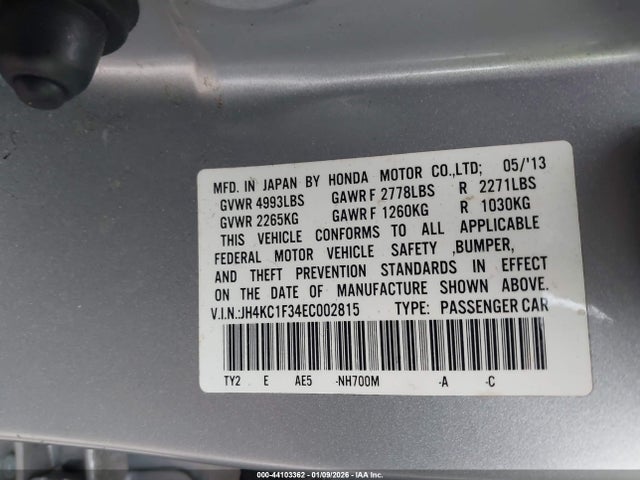 MFD. IN JAPAN BY HONDA MOTOR CO.,LTD; 05/'13
GVWR 4993LBS GAWR F 2778LBS R 2271LBS
GVWR 2265KG GAWR F 1260KG R 1030KG
THIS VEHICLE CONFORMS TO ALL APPLICABLE
FEDERAL MOTOR VEHICLE SAFETY ,BUMPER,
AND THEFT PREVENTION STANDARDS IN EFFECT
ON THE DATE OF MANUFACTURE SHOWN ABOVE.
V.I.N.:JH4KC1F34EC002815 TYPE: PASSENGER CAR
TY2 E AE5 -NH700M -A -C
000-44103362 - 01/09/2026 - IAA Inc.